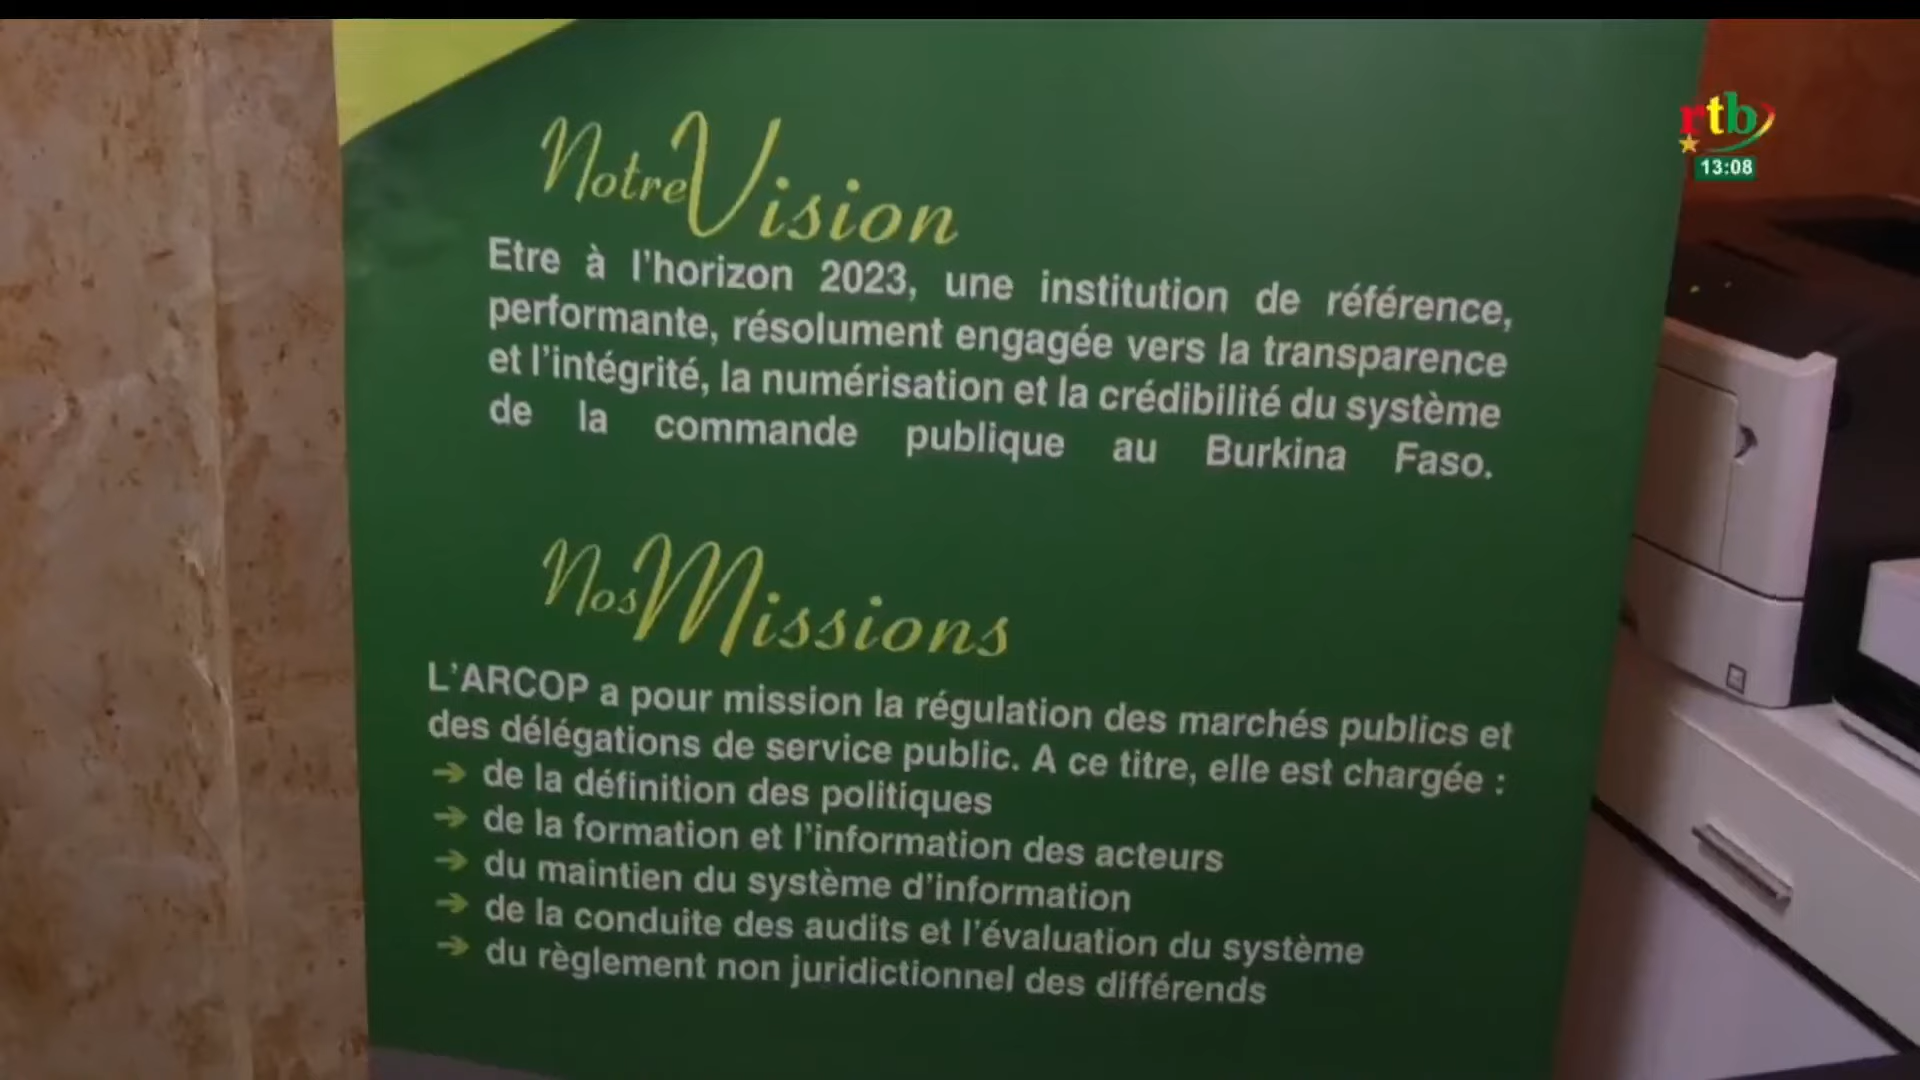 rtb
13:08
Notre Vision
Etre à l'horizon 2023, une institution de référence,
performante, résolument engagée vers la transparence
et l'intégrité, la numérisation et la crédibilité du système
de la commande publique au Burkina Faso.
Nos Missions
L'ARCOP a pour mission la régulation des marchés publics et
des délégations de service public. A ce titre, elle est chargée :
→ de la définition des politiques
→ de la formation et l'information des acteurs
→ du maintien du système d'information
→ de la conduite des audits et l'évaluation du système
→ du règlement non juridictionnel des différends